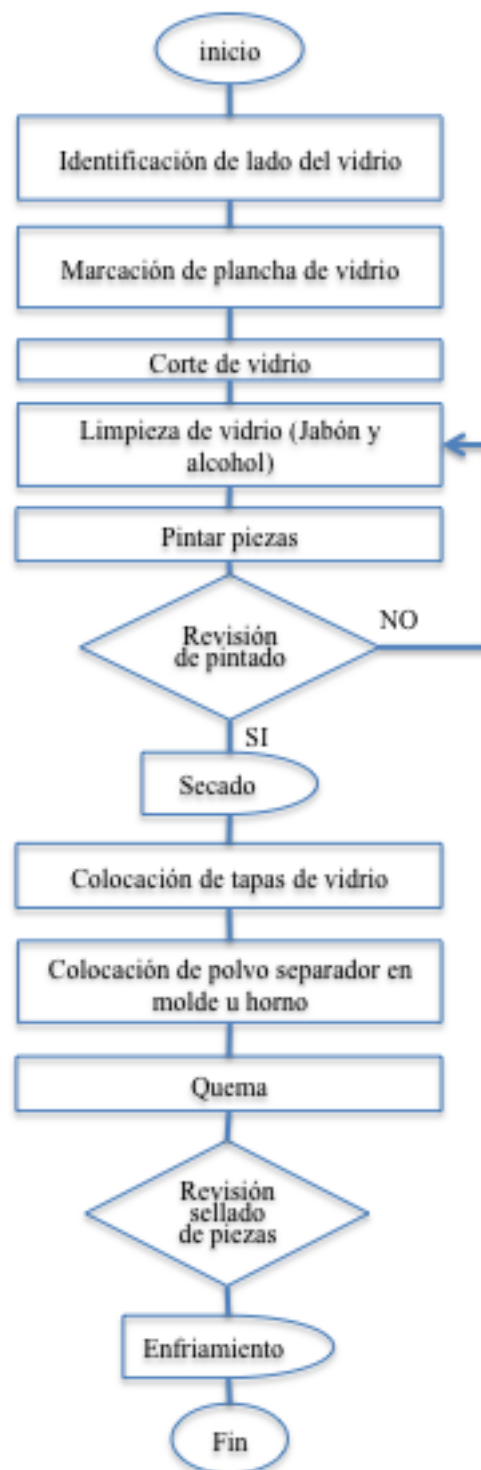 inicio
Identificación de lado del vidrio
Marcación de plancha de vidrio
Corte de vidrio
Limpieza de vidrio (Jabón y
alcohol)
Pintar piezas
Revisión
de pintado
NO
SI
Secado
Colocación de tapas de vidrio
Colocación de polvo separador en
molde u horno
Quema
Revisión
sellado
de piezas
Enfriamiento
Fin